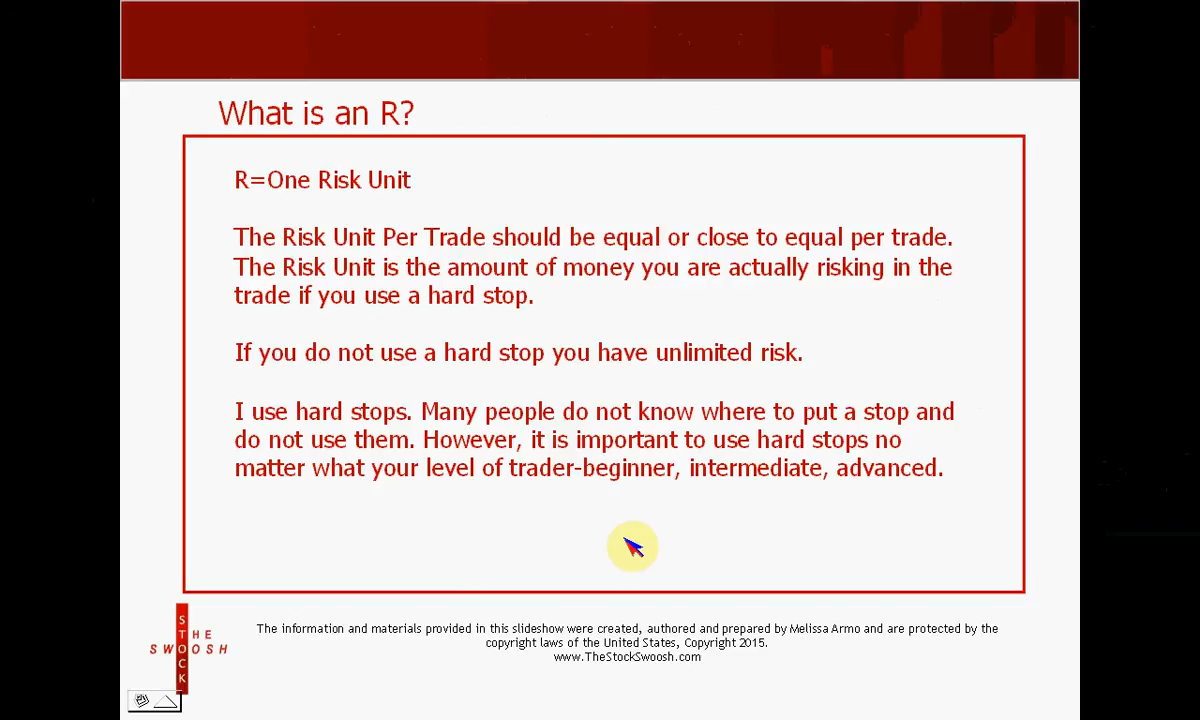 What is an R?
R=One Risk Unit
The Risk Unit Per Trade should be equal or close to equal per trade.
The Risk Unit is the amount of money you are actually risking in the
trade if you use a hard stop.
If you do not use a hard stop you have unlimited risk.
I use hard stops. Many people do not know where to put a stop and
do not use them. However, it is important to use hard stops no
matter what your level of trader-beginner, intermediate, advanced.
THE
STOCK
SWOOSH
The information and materials provided in this slideshow were created, authored and prepared by Melissa Armo and are protected by the
copyright laws of the United States, Copyright 2015.
www.TheStockSwoosh.com